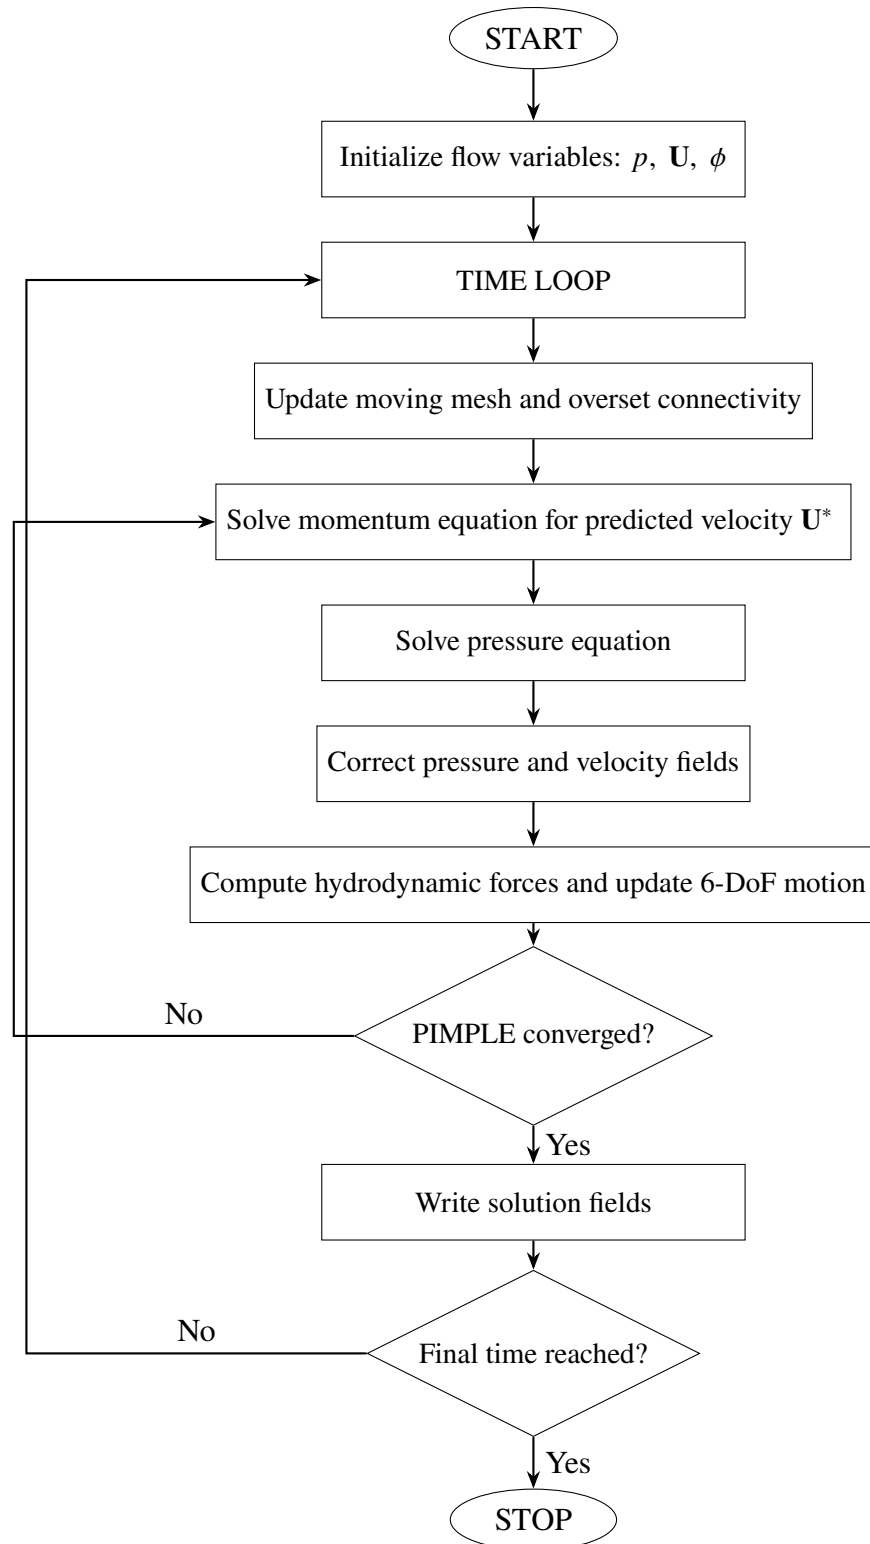 START
Initialize flow variables: p, U, ϕ
TIME LOOP
Update moving mesh and overset connectivity
Solve momentum equation for predicted velocity U*
Solve pressure equation
Correct pressure and velocity fields
Compute hydrodynamic forces and update 6-DoF motion
No
PIMPLE converged?
Yes
Write solution fields
No
Final time reached?
Yes
STOP